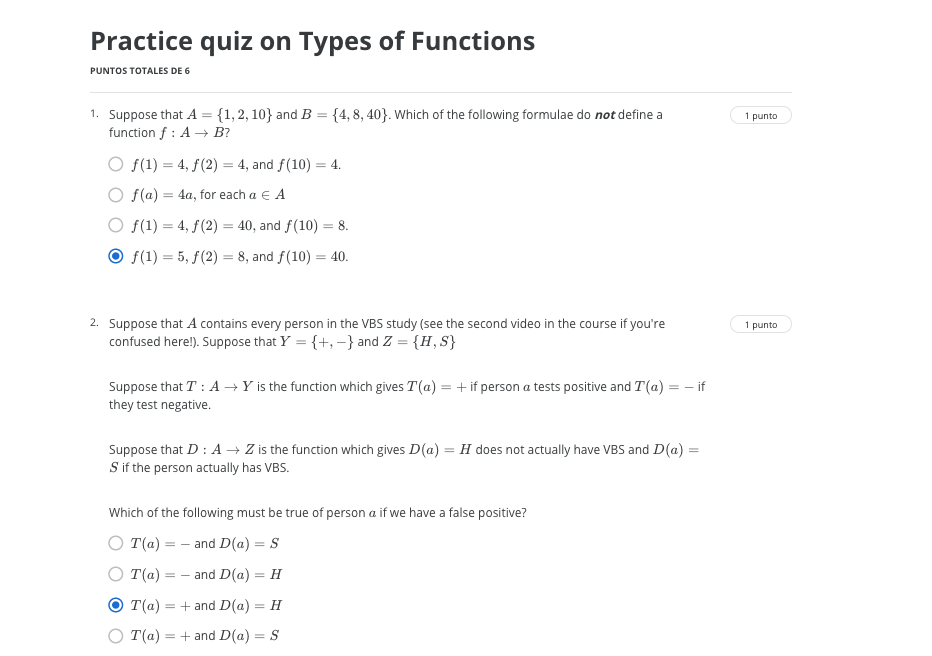 Practice quiz on Types of Functions
PUNTOS TOTALES DE 6
1. Suppose that A = {1, 2, 10} and B = {4, 8, 40}. Which of the following formulae do not define a
function f : A → B?
1 punto
f(1) = 4, f(2) = 4, and f(10) = 4.
f(a) = 4a, for each a ∈ A
f(1) = 4, f(2) = 40, and f(10) = 8.
f(1) = 5, f(2) = 8, and f(10) = 40.
2. Suppose that A contains every person in the VBS study (see the second video in the course if you're
confused here!). Suppose that Y = {+, −} and Z = {H, S}
1 punto
Suppose that T : A → Y is the function which gives T(a) = + if person a tests positive and T(a) = − if
they test negative.
Suppose that D : A → Z is the function which gives D(a) = H does not actually have VBS and D(a) =
S if the person actually has VBS.
Which of the following must be true of person a if we have a false positive?
T(a) = − and D(a) = S
T(a) = − and D(a) = H
T(a) = + and D(a) = H
T(a) = + and D(a) = S